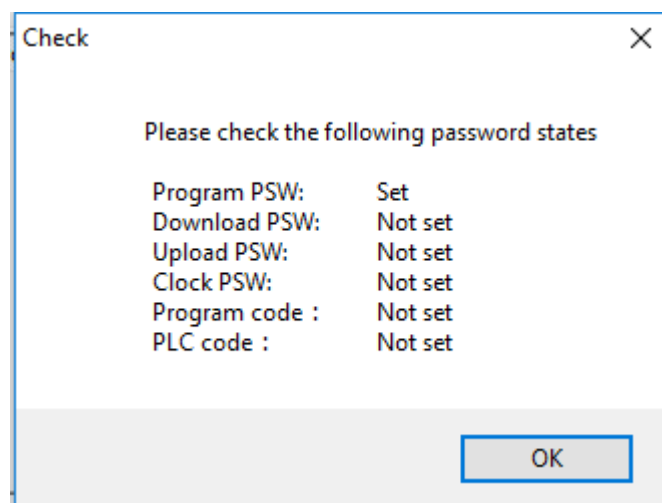 Check
Please check the following password states
Program PSW: Set
Download PSW: Not set
Upload PSW: Not set
Clock PSW: Not set
Program code : Not set
PLC code : Not set
OK